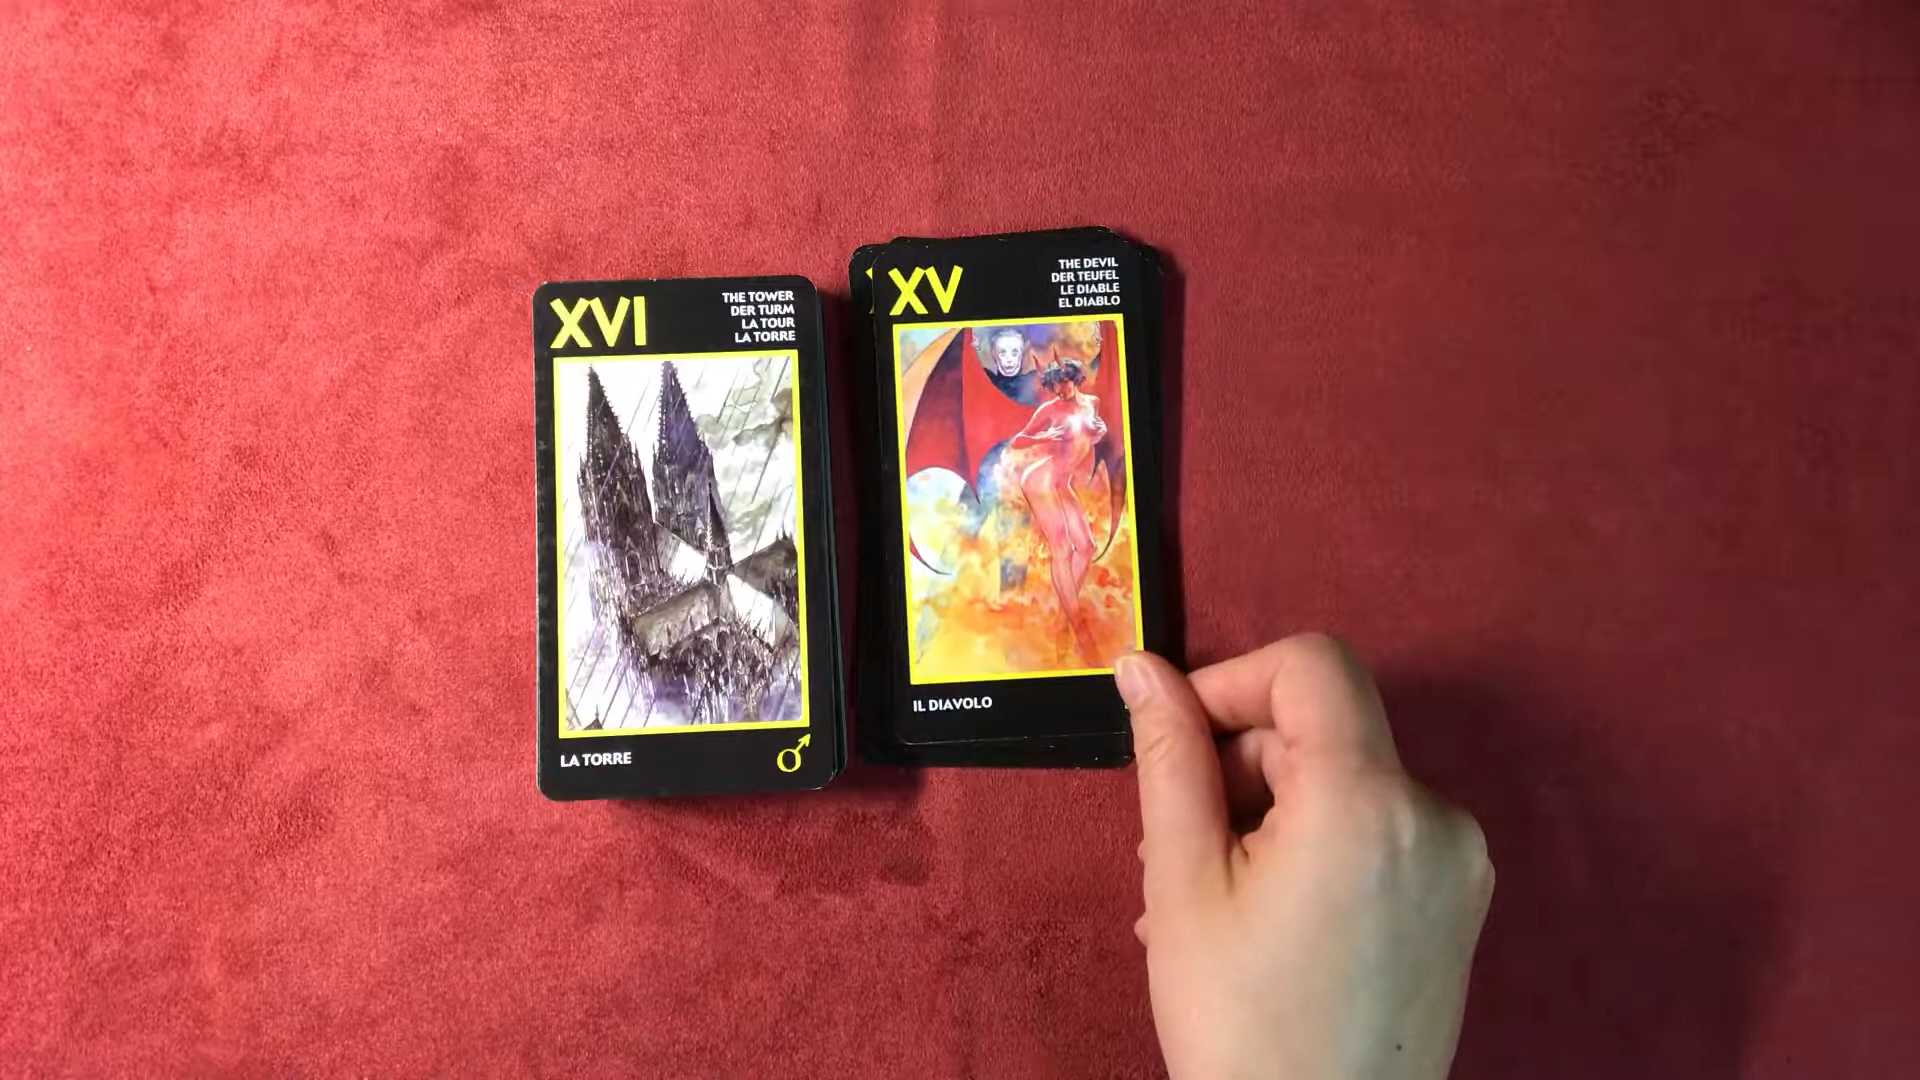 XVI
THE TOWER
DER TURM
LA TOUR
LA TORRE
LA TORRE
XV
THE DEVIL
DER TEUFEL
LE DIABLE
EL DIABLO
IL DIAVOLO